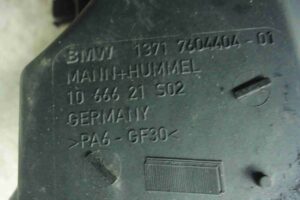 BMW 1371 7604404-01
MANN+HUMMEL
10 666 21 S02
GERMANY
>PA6-GF30<